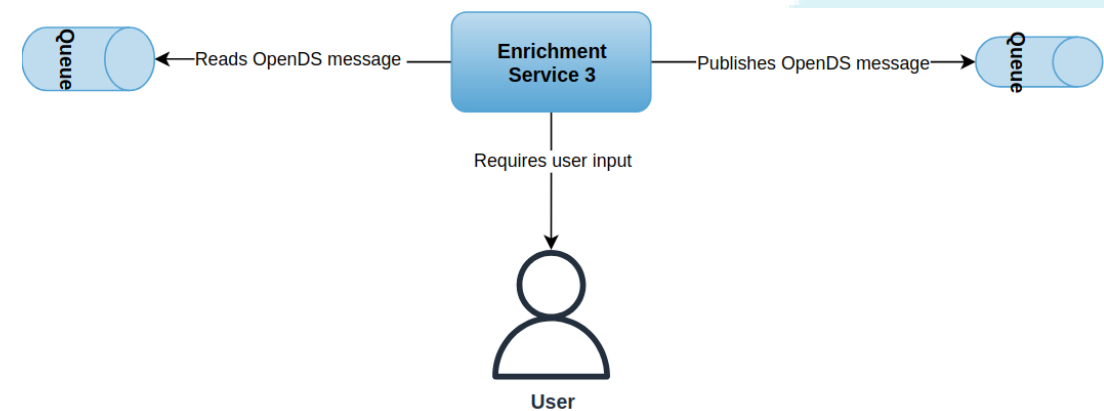 Queue
Reads OpenDS message
Enrichment
Service 3
Publishes OpenDS message
Queue
Requires user input
User